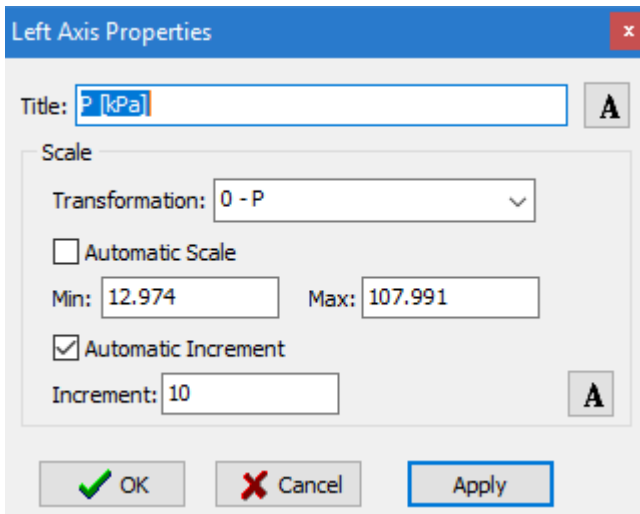 Left Axis Properties
x
Title: P [kPa]
A
Scale
Transformation: 0 - P
Automatic Scale
Min: 12.974 Max: 107.991
Automatic Increment
Increment: 10
A
OK Cancel Apply